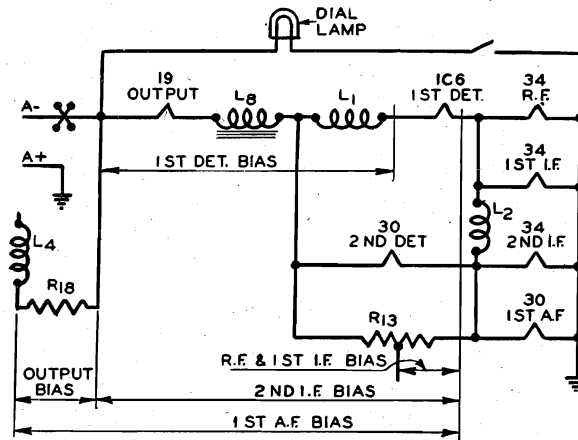 DIAL
LAMP
19
OUTPUT
L8
L1
1C6
1ST DET.
34
R.F.
A-
A+
1ST DET. BIAS
34
1ST I.F.
L2
L4
30
2ND DET
34
2ND I.F.
R18
R13
30
1ST A.F
R.F. & 1ST I.F. BIAS
OUTPUT
BIAS
2ND I.F. BIAS
1ST A.F. BIAS